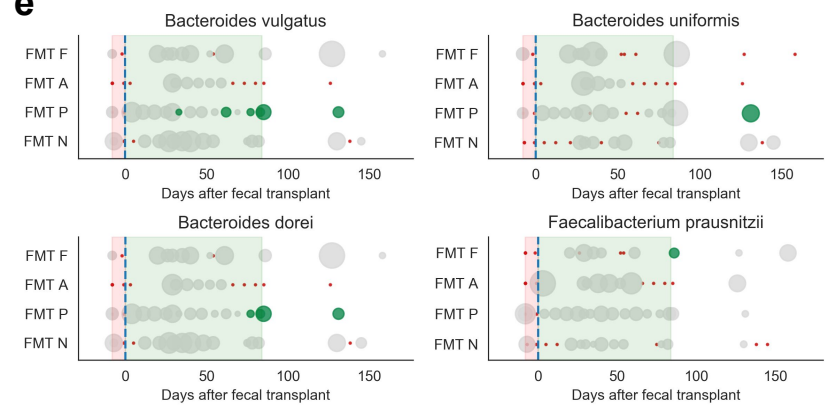 e
Bacteroides vulgatus
FMT F
FMT A
FMT P
FMT N
0 50 100 150
Days after fecal transplant
Bacteroides uniformis
FMT F
FMT A
FMT P
FMT N
0 50 100 150
Days after fecal transplant
Bacteroides dorei
FMT F
FMT A
FMT P
FMT N
0 50 100 150
Days after fecal transplant
Faecalibacterium prausnitzii
FMT F
FMT A
FMT P
FMT N
0 50 100 150
Days after fecal transplant